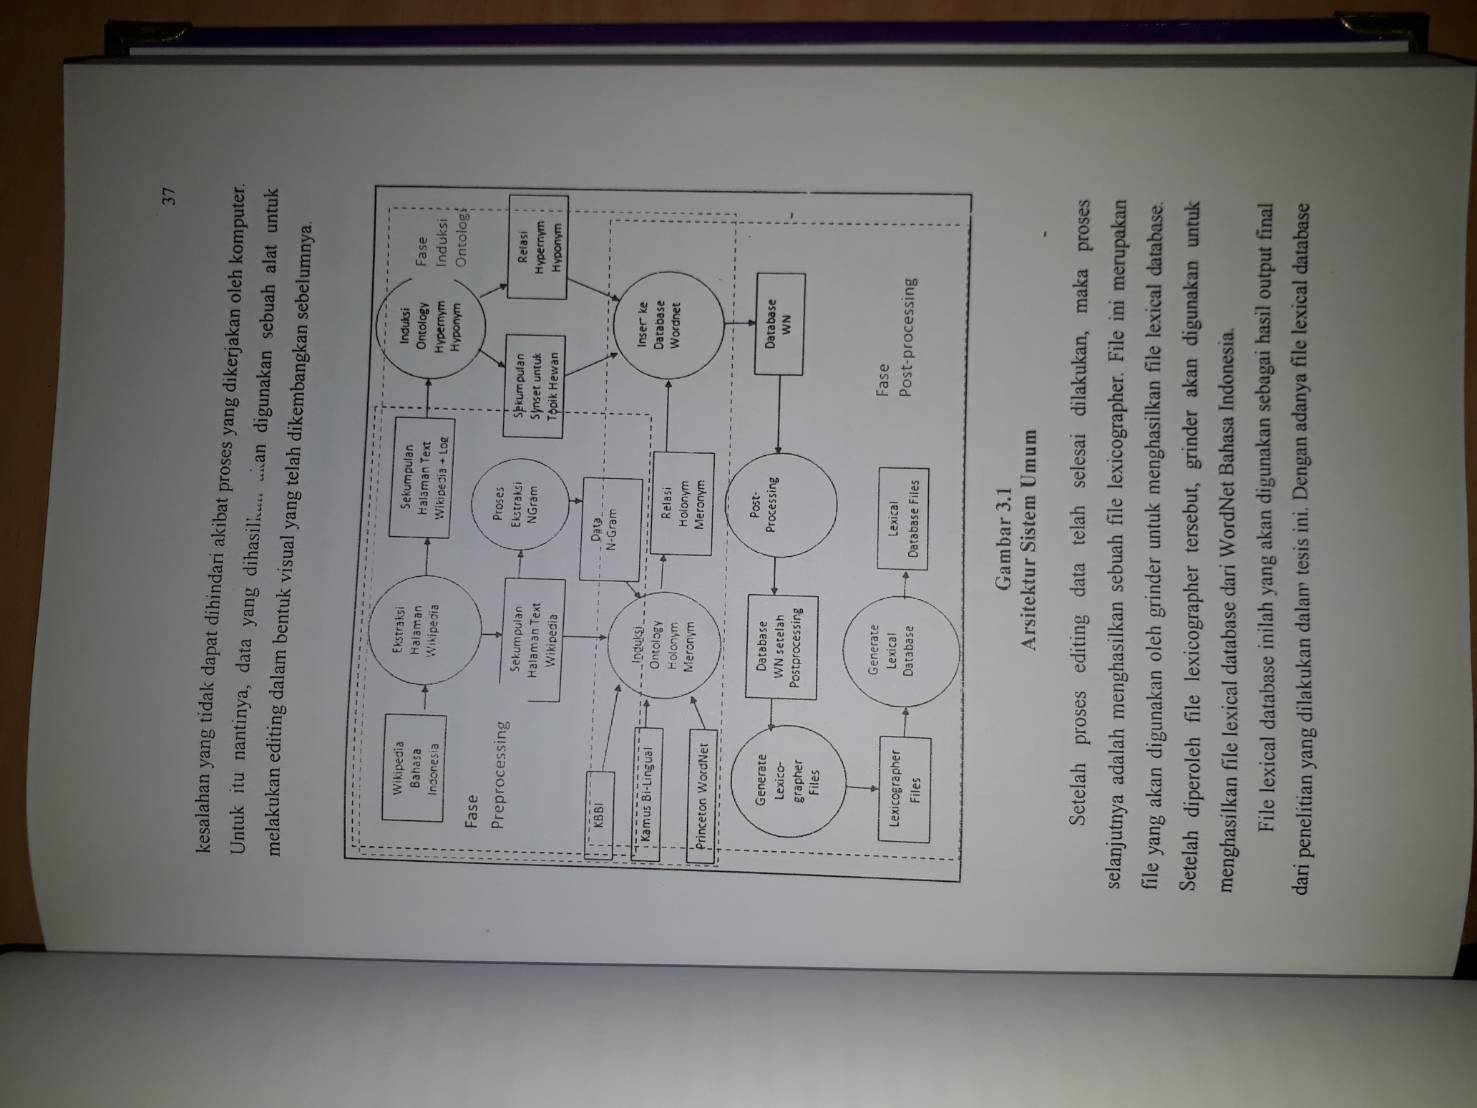 37
kesalahan yang tidak dapat dihindari akibat proses yang dikerjakan oleh komputer.
Untuk itu nantinya, data yang digunakan sebuah alat untuk
melakukan editing dalam bentuk visual yang telah dikembangkan sebelumnya.
Wikipedia
Bahasa
Indonesia
Ekstraksi
Halaman
Wikipedia
Sekumpulan
Halaman Text
Wikipedia + Log
Induksi
Ontology
Hypernym
Hyponym
Fase
Induksi
Ontologi
Fase
Preprocessing
Sekumpulan
Halaman Text
Wikipedia
Proses
Ekstraksi
NGram
Sekumpulan
Synset untuk
Topik Hewan
Relasi
Hypernym
Hyponym
KBBI
Data
N-Gram
Kamus Bi-Lingual
Induksi
Ontology
Holonym
Meronym
Relasi
Holonym
Meronym
Insert ke
Database
Wordnet
Princeton WordNet
Generate
Lexico-
grapher
Files
Database
WN setelah
Postprocessing
Post-
Processing
Database
WN
Lexicographer
Files
Generate
Lexical
Database
Lexical
Database Files
Fase
Post-processing
Gambar 3.1
Arsitektur Sistem Umum
Setelah proses editing data telah selesai dilakukan, maka proses
selanjutnya adalah menghasilkan sebuah file lexicographer. File ini merupakan
file yang akan digunakan oleh grinder untuk menghasilkan file lexical database.
Setelah diperoleh file lexicographer tersebut, grinder akan digunakan untuk
menghasilkan file lexical database dari WordNet Bahasa Indonesia.
File lexical database inilah yang akan digunakan sebagai hasil output final
dari penelitian yang dilakukan dalam tesis ini. Dengan adanya file lexical database